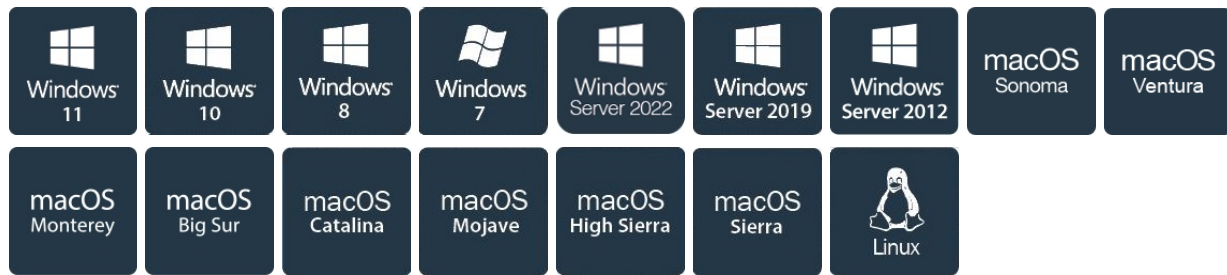 Windows
11
Windows
10
Windows
8
Windows
7
Windows
Server 2022
Windows
Server 2019
Windows
Server 2012
macOS
Sonoma
macOS
Ventura
macOS
Monterey
macOS
Big Sur
macOS
Catalina
macOS
Mojave
macOS
High Sierra
macOS
Sierra
Linux